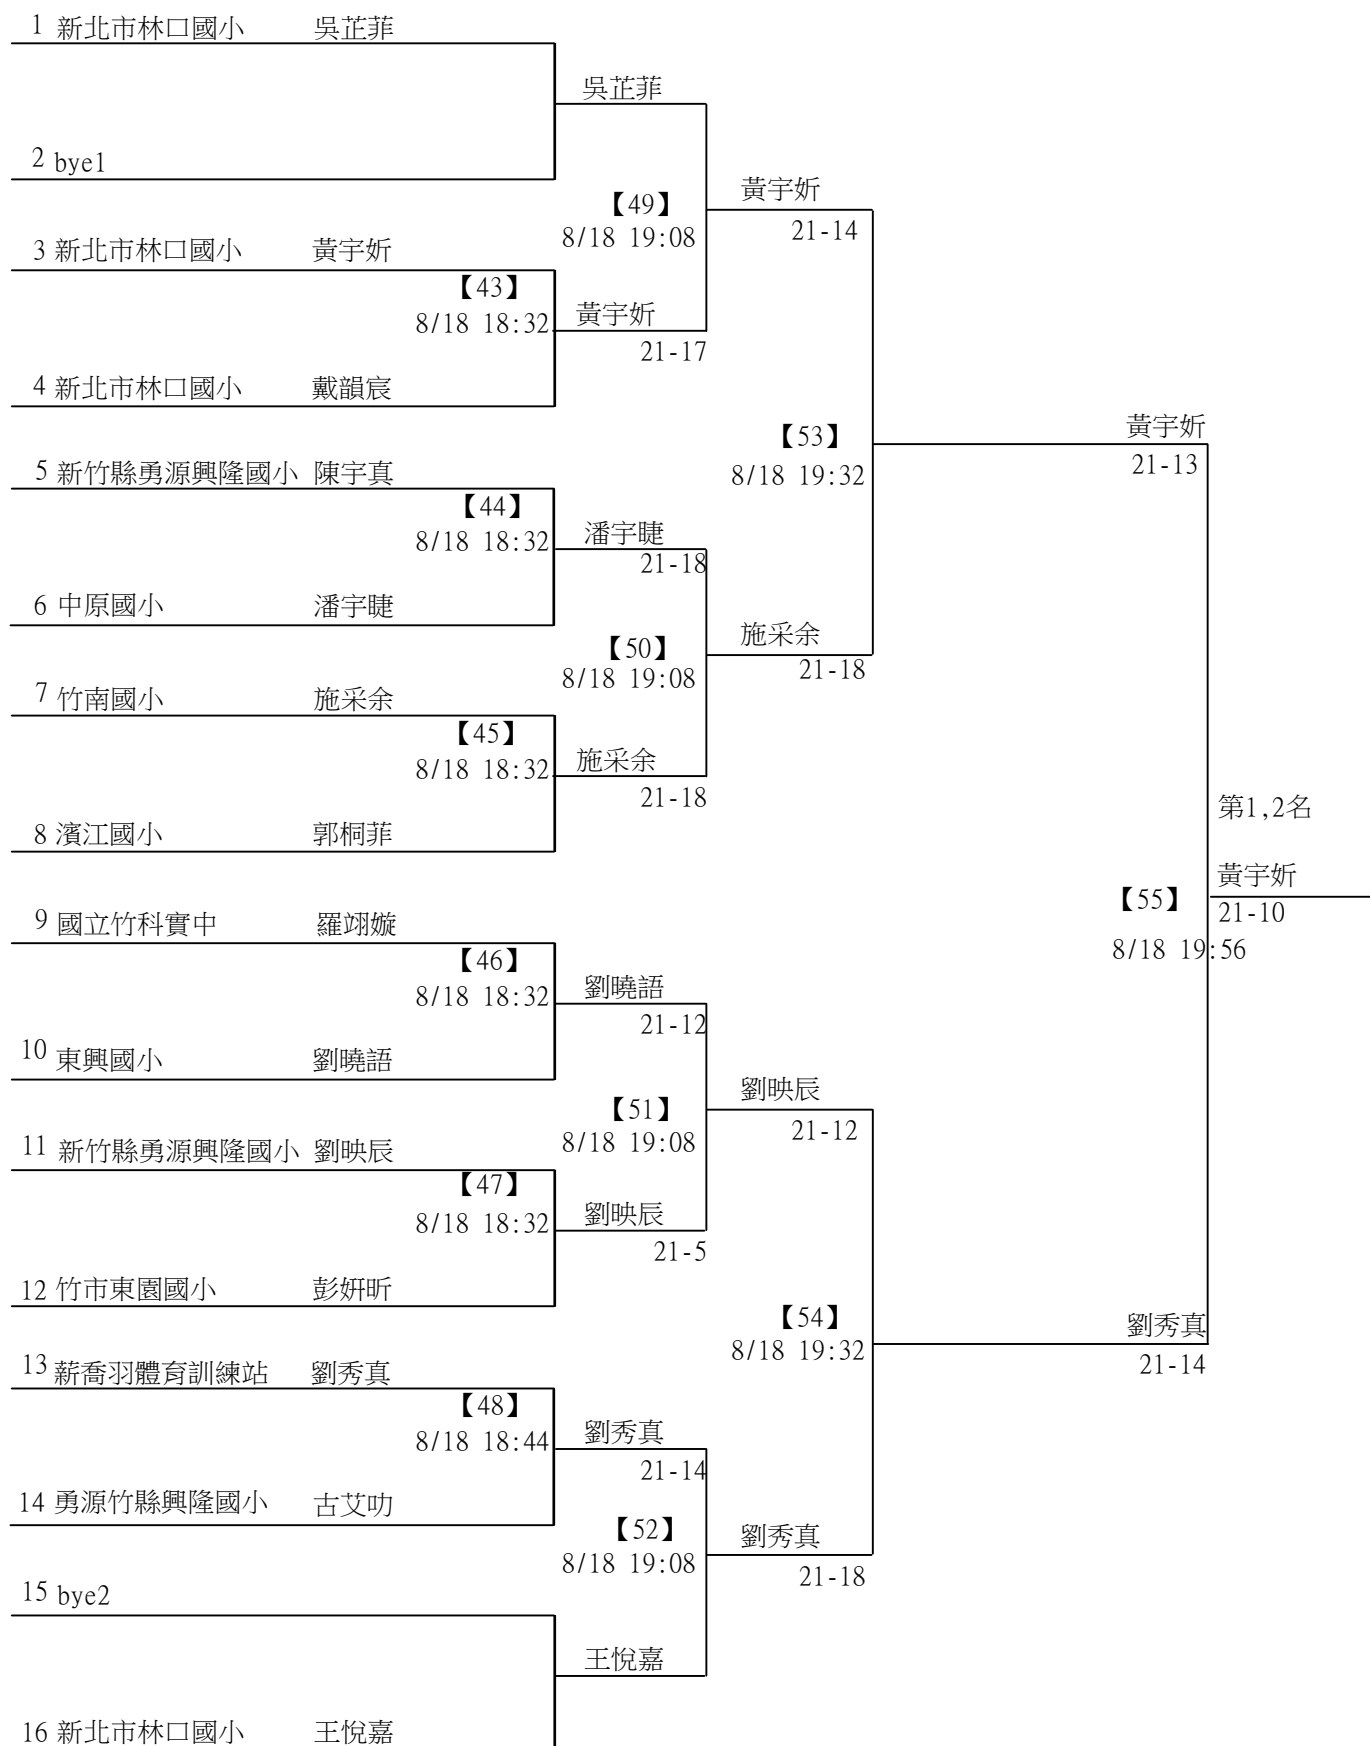 1 新北市林口國小 吳芷菲
吳芷菲
2 bye1
【49】
8/18 19:08
黃宇妡
21-14
3 新北市林口國小 黃宇妡
【43】
8/18 18:32
黃宇妡
21-17
4 新北市林口國小 戴韻宸
【53】
8/18 19:32
黃宇妡
21-13
5 新竹縣勇源興隆國小 陳宇真
【44】
8/18 18:32
潘宇睫
21-18
6 中原國小 潘宇睫
【50】
8/18 19:08
施采余
21-18
7 竹南國小 施采余
【45】
8/18 18:32
施采余
21-18
8 濱江國小 郭桐菲
第1,2名
【55】
8/18 19:56
黃宇妡
21-10
9 國立竹科實中 羅翊嫙
【46】
8/18 18:32
劉曉語
21-12
10 東興國小 劉曉語
【51】
8/18 19:08
劉映辰
21-12
11 新竹縣勇源興隆國小 劉映辰
【47】
8/18 18:32
劉映辰
21-5
12 竹市東園國小 彭妍昕
【54】
8/18 19:32
劉秀真
21-14
13 薪喬羽體育訓練站 劉秀真
【48】
8/18 18:44
劉秀真
21-14
14 勇源竹縣興隆國小 古艾叻
【52】
8/18 19:08
劉秀真
21-18
15 bye2
王悅嘉
16 新北市林口國小 王悅嘉